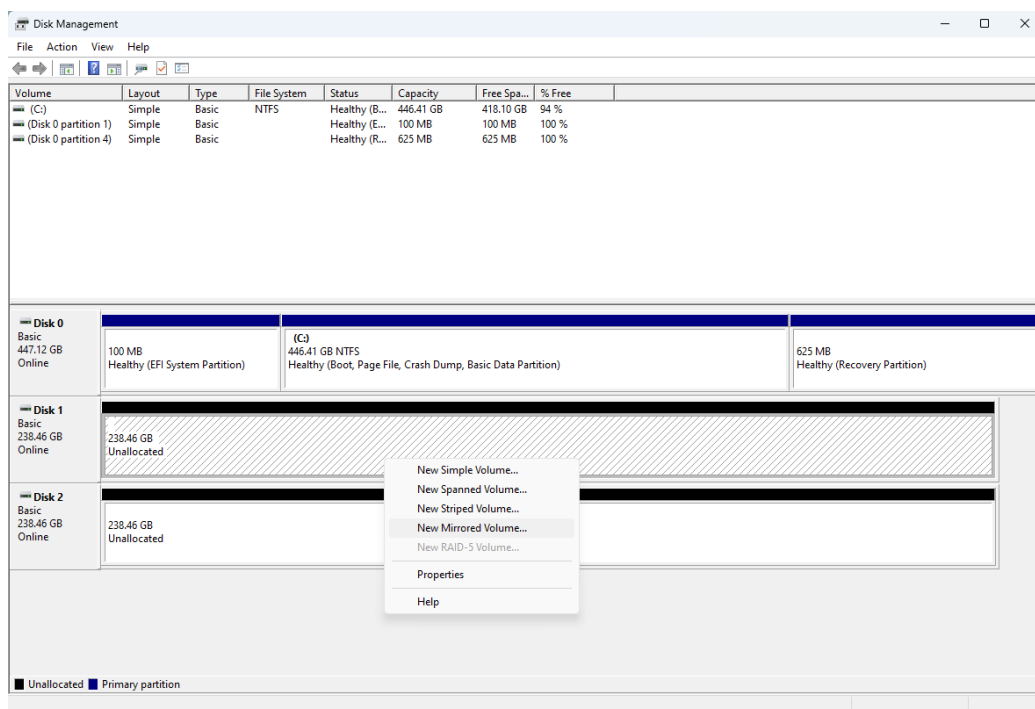 Disk Management
File Action View Help
Volume Layout Type File System Status Capacity Free Spa... % Free
(C:) Simple Basic NTFS Healthy (B... 446.41 GB 418.10 GB 94 %
(Disk 0 partition 1) Simple Basic Healthy (E... 100 MB 100 MB 100 %
(Disk 0 partition 4) Simple Basic Healthy (R... 625 MB 625 MB 100 %
Disk 0
Basic
447.12 GB
Online
100 MB
Healthy (EFI System Partition)
(C:)
446.41 GB NTFS
Healthy (Boot, Page File, Crash Dump, Basic Data Partition)
625 MB
Healthy (Recovery Partition)
Disk 1
Basic
238.46 GB
Online
238.46 GB
Unallocated
Disk 2
Basic
238.46 GB
Online
238.46 GB
Unallocated
New Simple Volume...
New Spanned Volume...
New Striped Volume...
New Mirrored Volume...
New RAID-5 Volume...
Properties
Help
Unallocated Primary partition